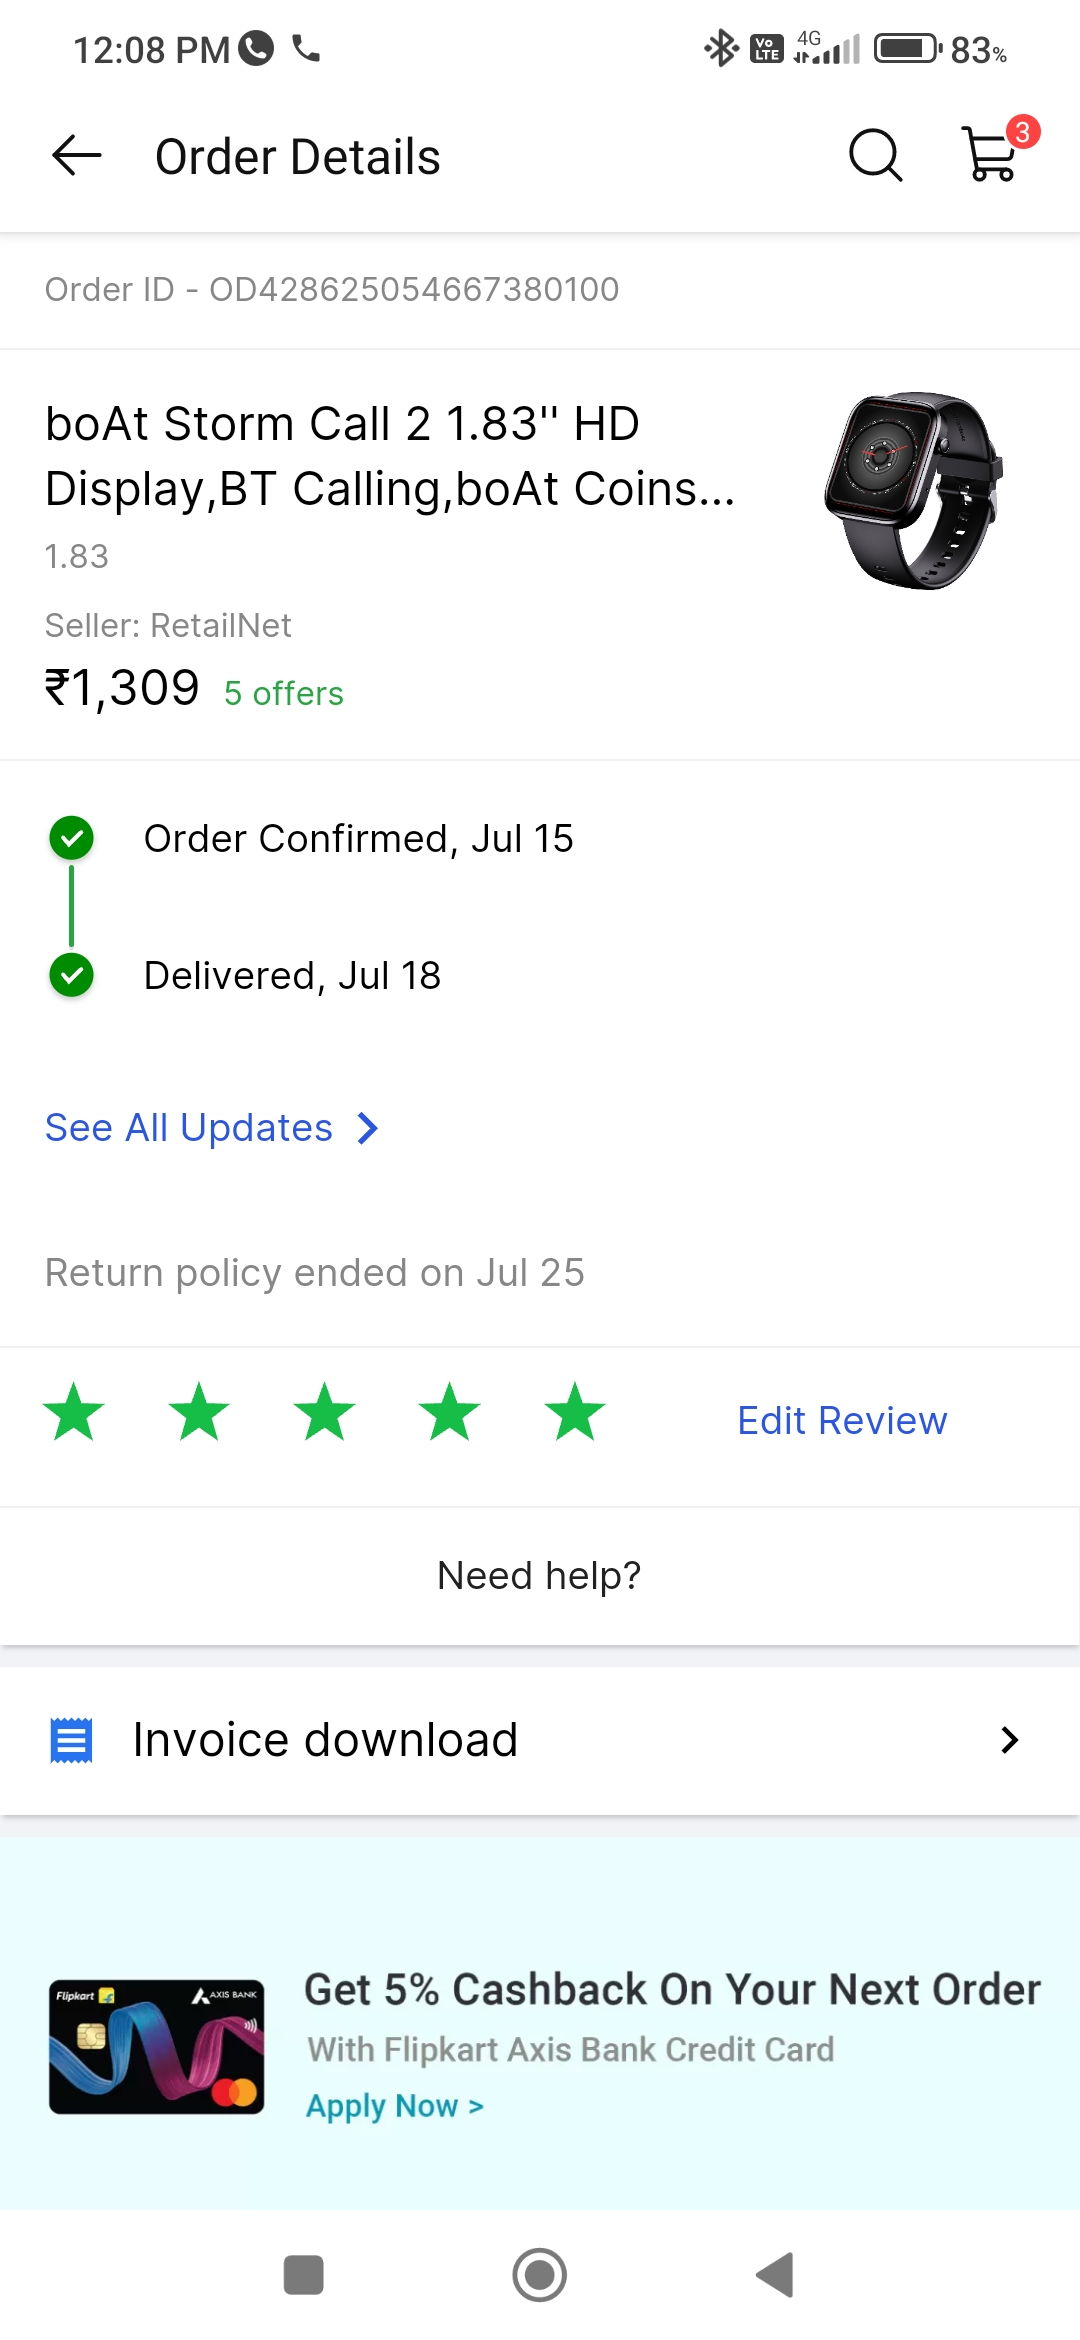 12:08 PM
Vo LTE
4G
83%
Order Details
3
Order ID - OD428625054667380100
boAt Storm Call 2 1.83'' HD
Display,BT Calling,boAt Coins...
1.83
Seller: RetailNet
₹1,309 5 offers
Order Confirmed, Jul 15
Delivered, Jul 18
See All Updates
Return policy ended on Jul 25
Edit Review
Need help?
Invoice download
Flipkart
AXIS BANK
Get 5% Cashback On Your Next Order
With Flipkart Axis Bank Credit Card
Apply Now >